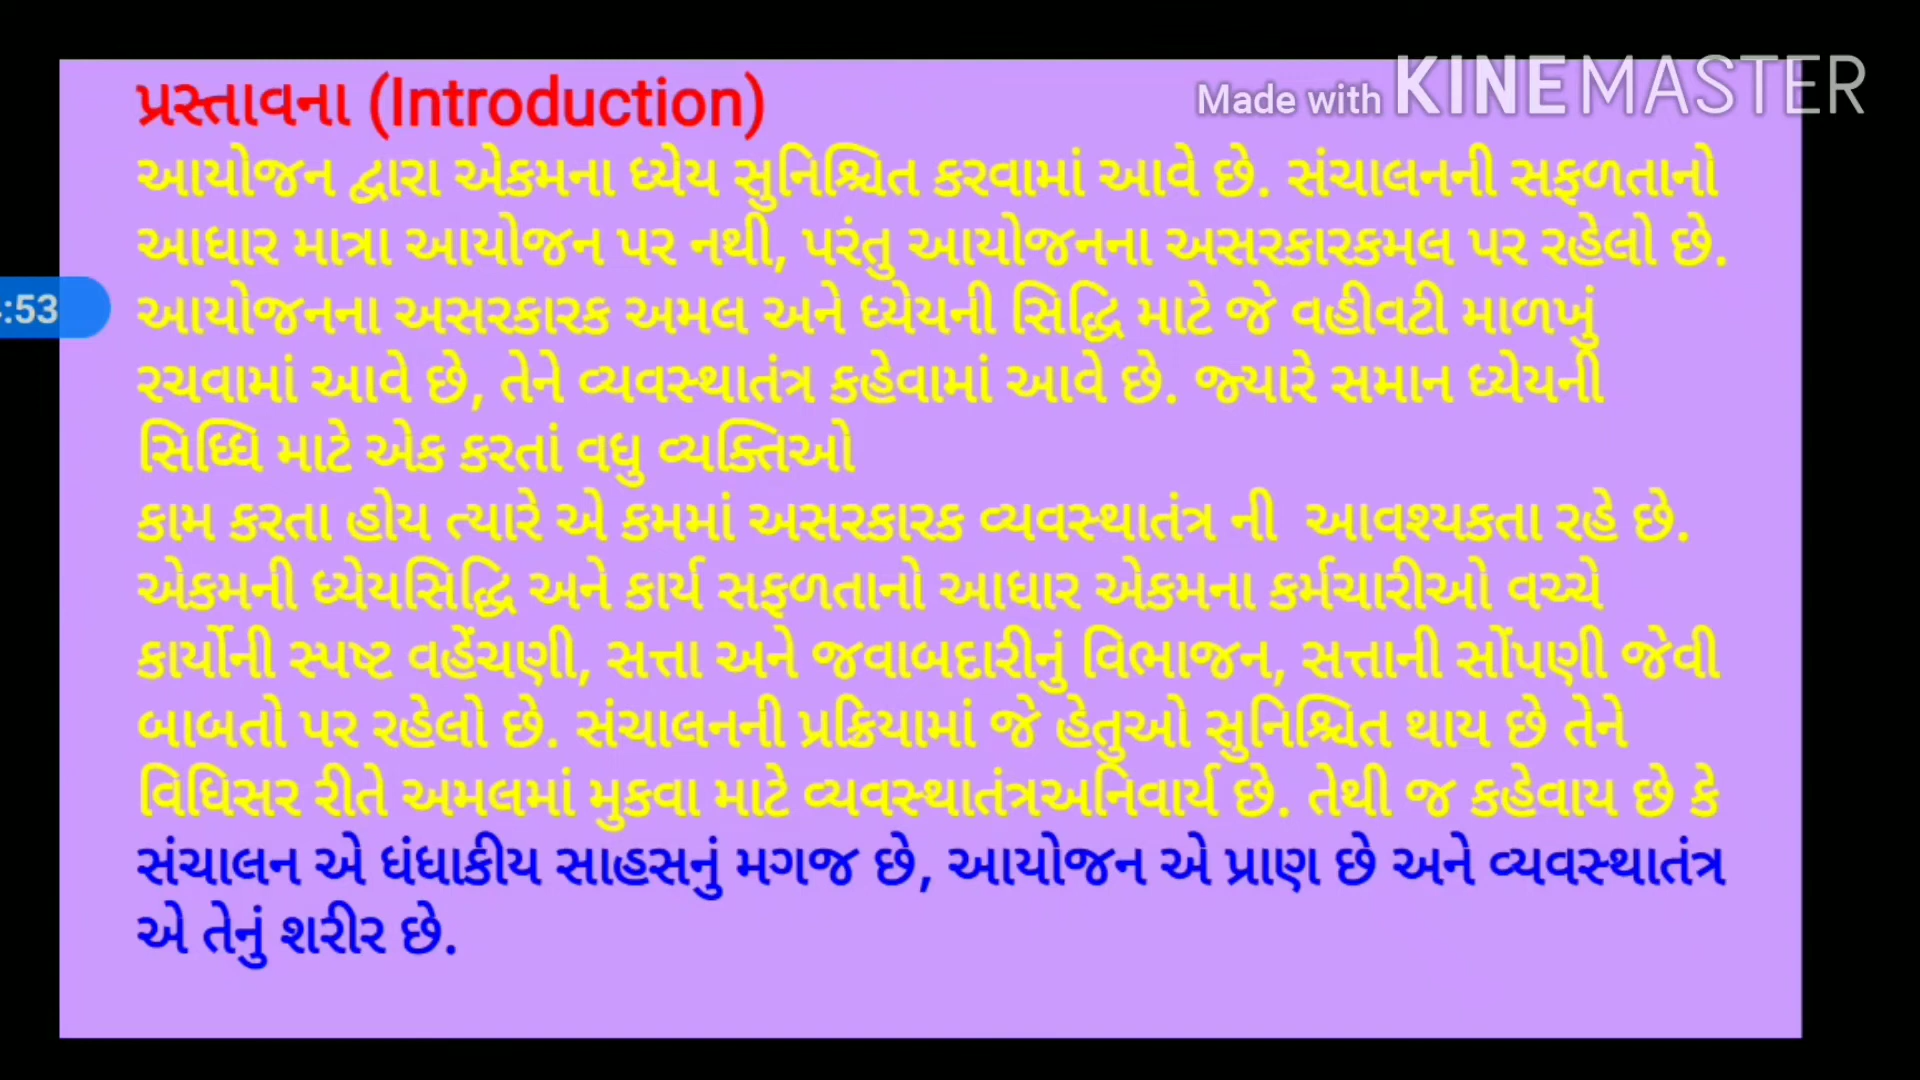 Made with KINEMASTER
પ્રસ્તાવના (Introduction)
આયોજન દ્વારા એકમના ધ્યેય સુનિશ્ચિત કરવામાં આવે છે. સંચાલનની સફળતાનો
આધાર માત્રા આયોજન પર નથી, પરંતુ આયોજનના અસરકારકમલ પર રહેલો છે.
:53
આયોજનના અસરકારક અમલ અને ધ્યેયની સિદ્ધિ માટે જે વહીવટી માળખું
રચવામાં આવે છે, તેને વ્યવસ્થાતંત્ર કહેવામાં આવે છે. જ્યારે સમાન ધ્યેયની
સિધ્ધિ માટે એક કરતાં વધુ વ્યક્તિઓ
કામ કરતા હોય ત્યારે એ કમમાં અસરકારક વ્યવસ્થાતંત્ર ની  આવશ્યકતા રહે છે.
એકમની ધ્યેયસિદ્ધિ અને કાર્ય સફળતાનો આધાર એકમના કર્મચારીઓ વચ્ચે
કાર્યોની સ્પષ્ટ વહેંચણી, સત્તા અને જવાબદારીનું વિભાજન, સત્તાની સોંપણી જેવી
બાબતો પર રહેલો છે. સંચાલનની પ્રક્રિયામાં જે હેતુઓ સુનિશ્ચિત થાય છે તેને
વિધિસર રીતે અમલમાં મુકવા માટે વ્યવસ્થાતંત્રઅનિવાર્ય છે. તેથી જ કહેવાય છે કે
સંચાલન એ ધંધાકીય સાહસનું મગજ છે, આયોજન એ પ્રાણ છે અને વ્યવસ્થાતંત્ર
એ તેનું શરીર છે.